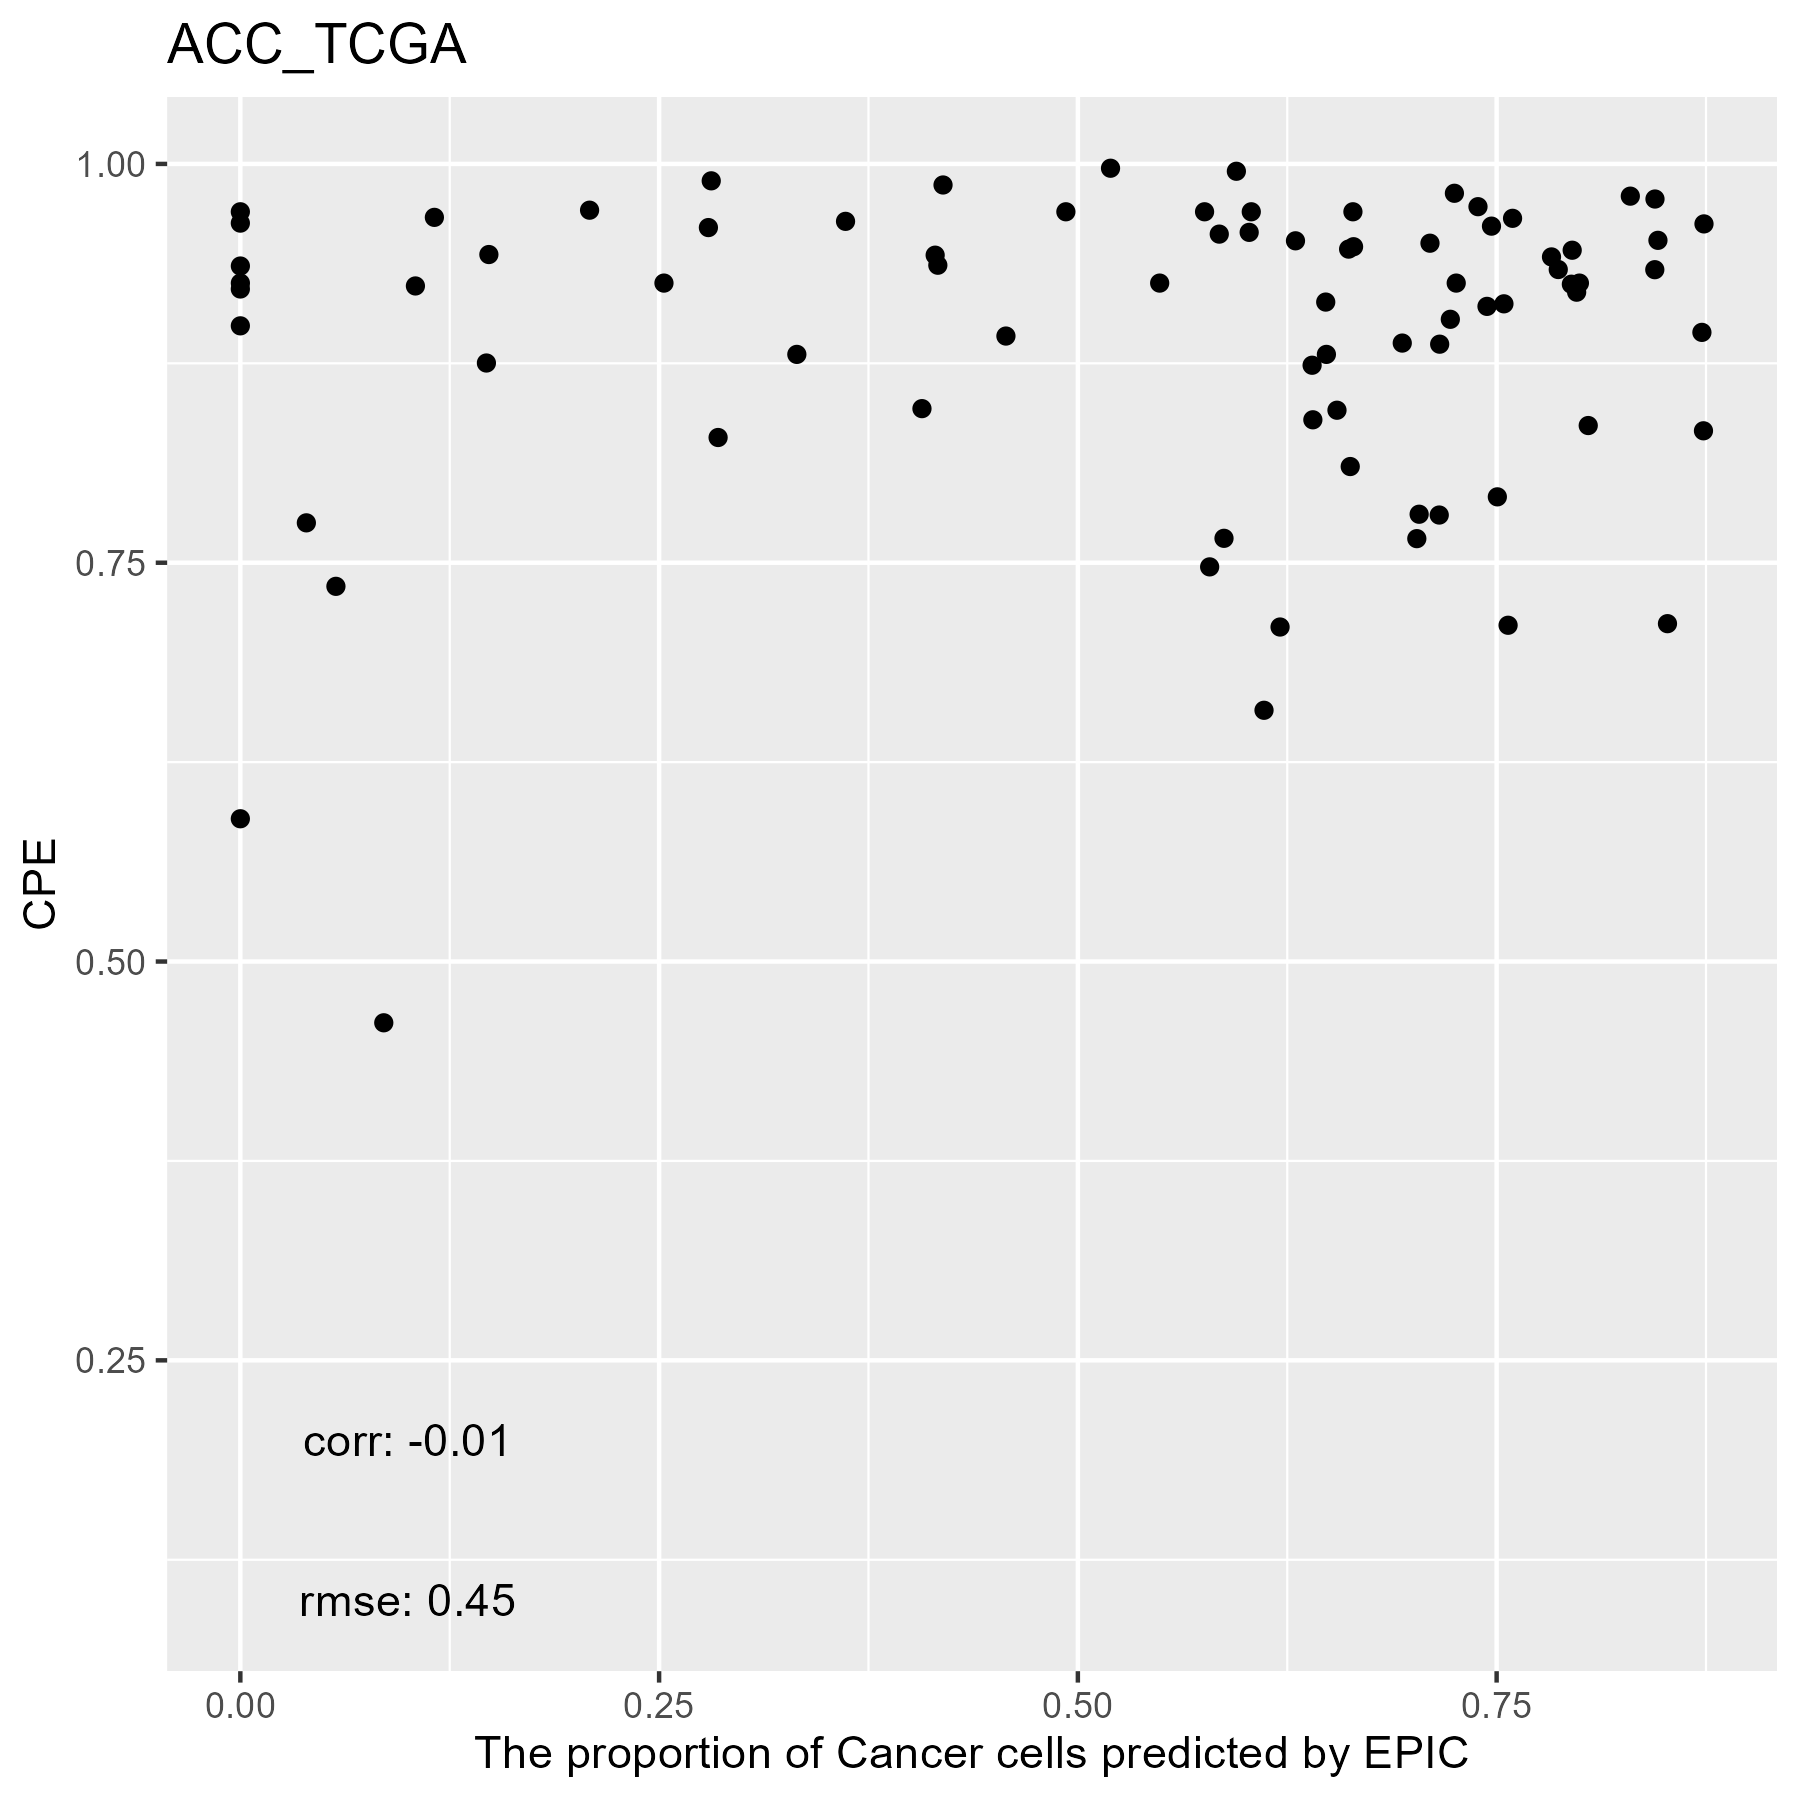 ACC_TCGA
1.00
0.75
0.50
0.25
CPE
corr: -0.01
rmse: 0.45
0.00 0.25 0.50 0.75
The proportion of Cancer cells predicted by EPIC